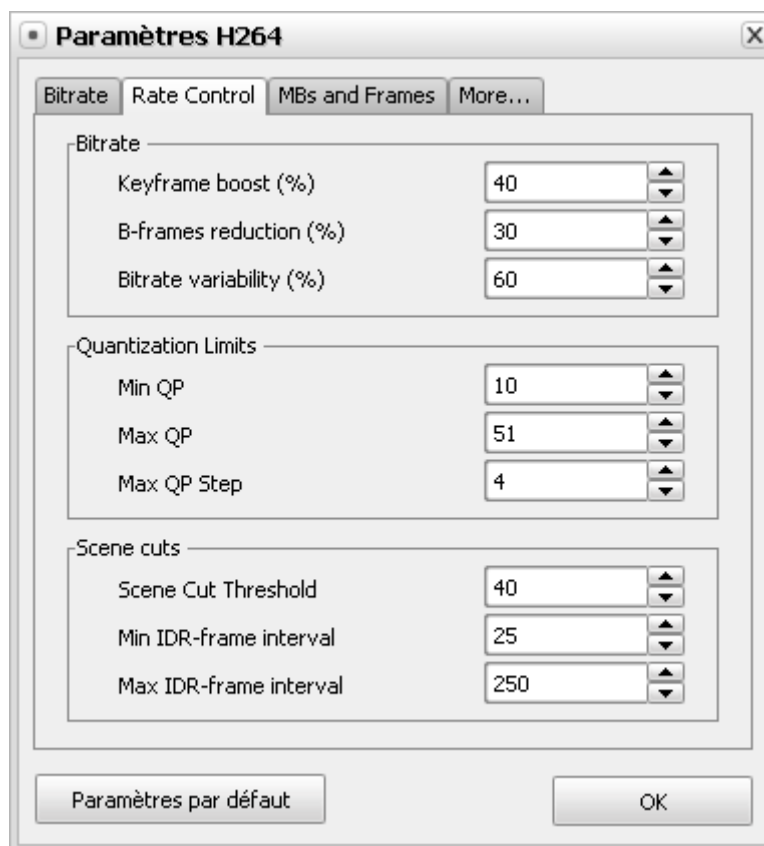 Paramètres H264
Bitrate Rate Control MBs and Frames More...
Bitrate
Keyframe boost (%) 40
B-frames reduction (%) 30
Bitrate variability (%) 60
Quantization Limits
Min QP 10
Max QP 51
Max QP Step 4
Scene cuts
Scene Cut Threshold 40
Min IDR-frame interval 25
Max IDR-frame interval 250
Paramètres par défaut OK